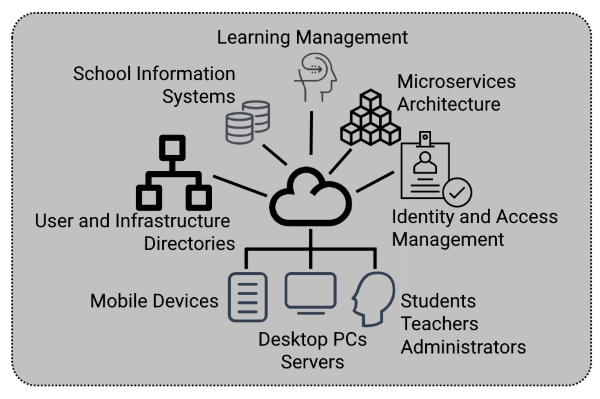 Learning Management
School Information
Systems
Microservices
Architecture
User and Infrastructure
Directories
Identity and Access
Management
Mobile Devices
Desktop PCs
Servers
Students
Teachers
Administrators